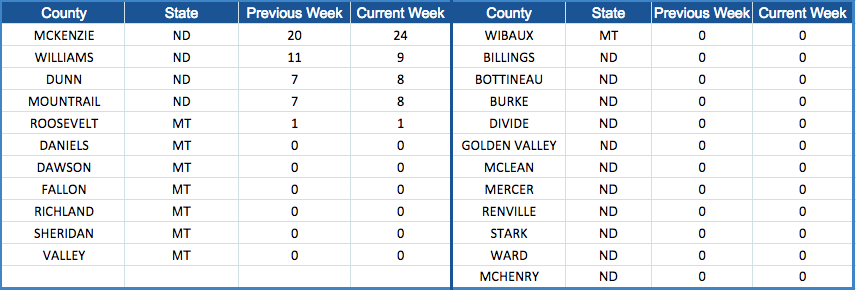 County State Previous Week Current Week County State Previous Week Current Week
MCKENZIE ND 20 24 WIBAUX MT 0 0
WILLIAMS ND 11 9 BILLINGS ND 0 0
DUNN ND 7 8 BOTTINEAU ND 0 0
MOUNTRAIL ND 7 8 BURKE ND 0 0
ROOSEVELT MT 1 1 DIVIDE ND 0 0
DANIELS MT 0 0 GOLDEN VALLEY ND 0 0
DAWSON MT 0 0 MCLEAN ND 0 0
FALLON MT 0 0 MERCER ND 0 0
RICHLAND MT 0 0 RENVILLE ND 0 0
SHERIDAN MT 0 0 STARK ND 0 0
VALLEY MT 0 0 WARD ND 0 0
MCHENRY ND 0 0